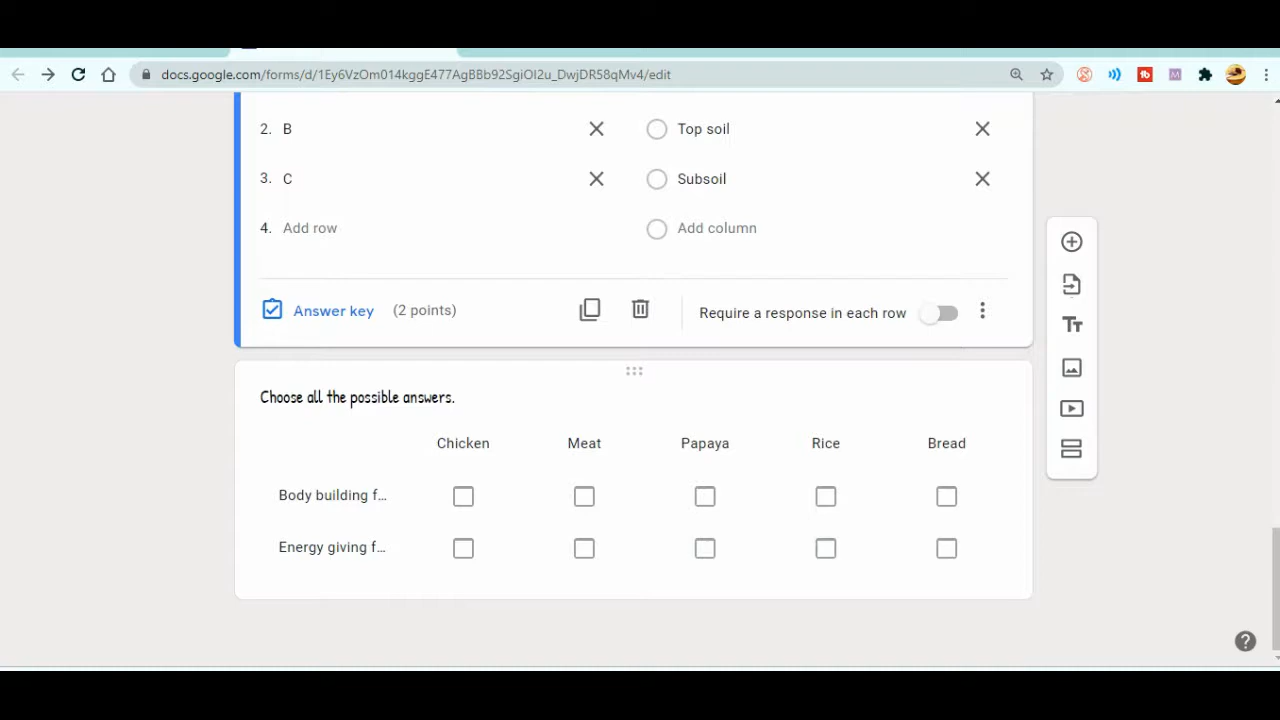 docs.google.com/forms/d/1Ey6VzOm014kggE477AgBBb92SgiOI2u_DwjDR58qMv4/edit
2. B
Top soil
3. C
Subsoil
4. Add row
Add column
Answer key (2 points)
Require a response in each row
Choose all the possible answers.
Chicken Meat Papaya Rice Bread
Body building f...
Energy giving f...